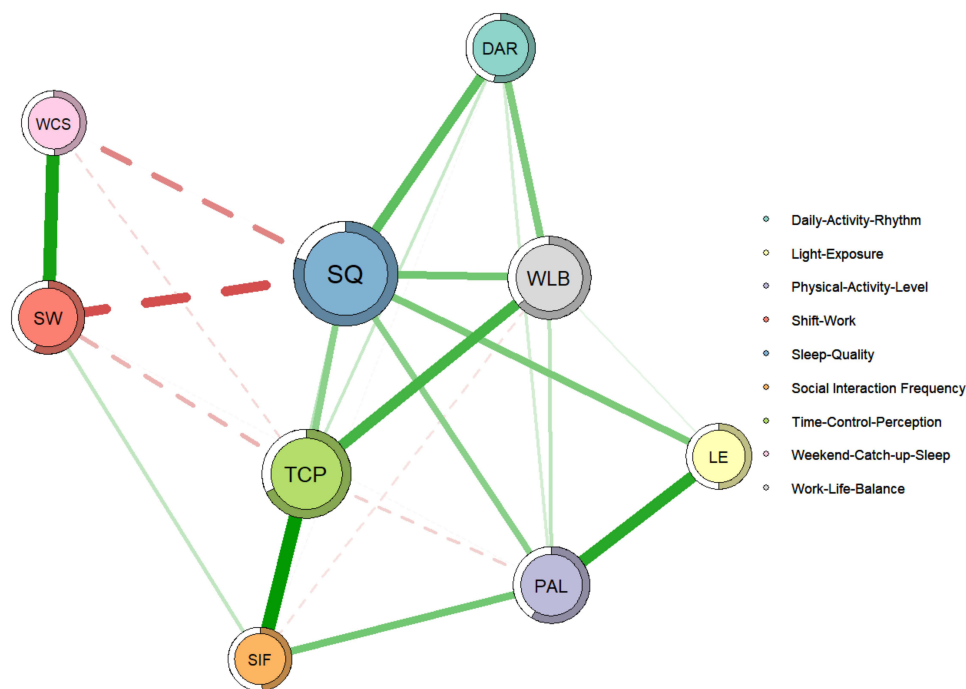 DAR
WCS
SQ
WLB
SW
TCP
LE
PAL
SIF
Daily-Activity-Rhythm
Light-Exposure
Physical-Activity-Level
Shift-Work
Sleep-Quality
Social Interaction Frequency
Time-Control-Perception
Weekend-Catch-up-Sleep
Work-Life-Balance